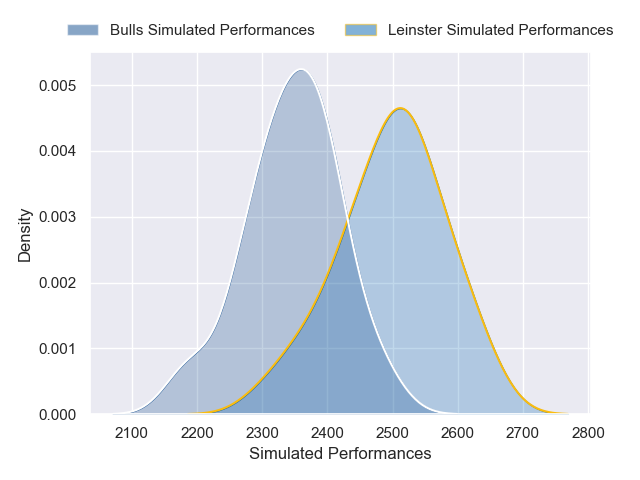 Bulls Simulated Performances
Leinster Simulated Performances
0.005
0.004
0.003
0.002
0.001
0.000
Density
2100 2200 2300 2400 2500 2600 2700 2800
Simulated Performances